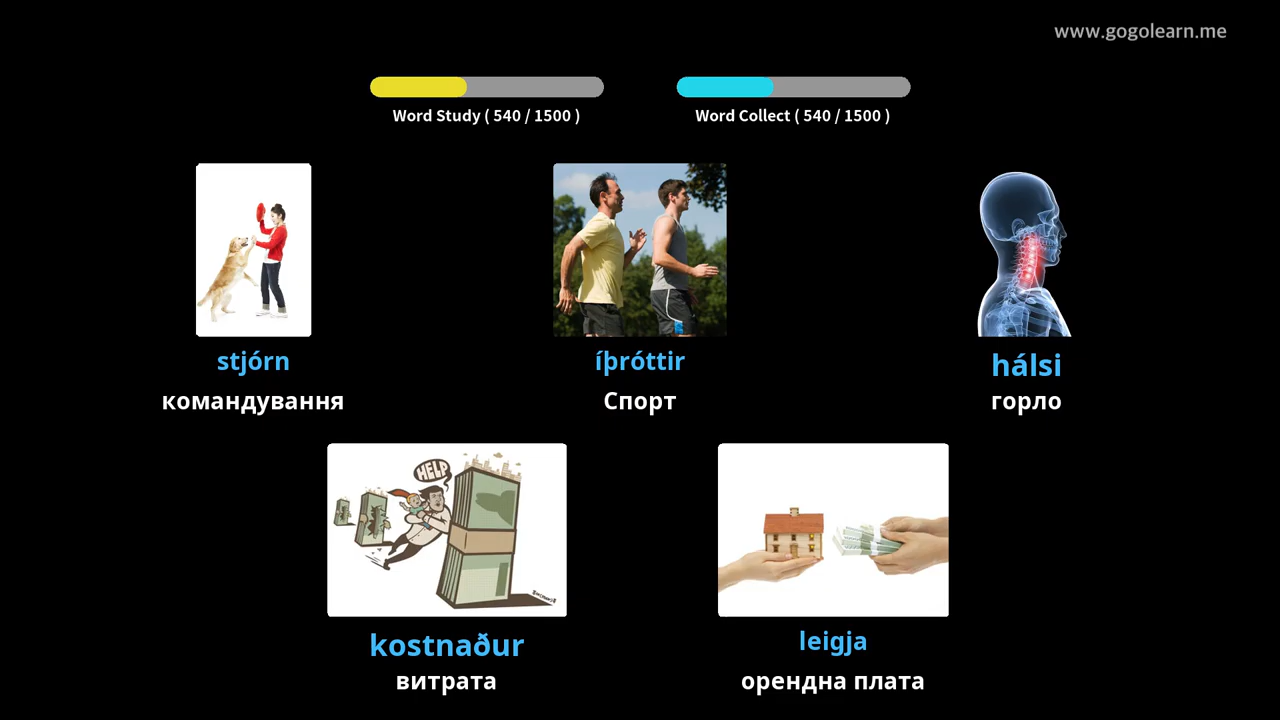 www.gogolearn.me
Word Study ( 540 / 1500 )
Word Collect ( 540 / 1500 )
stjórn
командування
íþróttir
Спорт
hálsi
горло
HELP
kostnaður
витрата
leigja
орендна плата